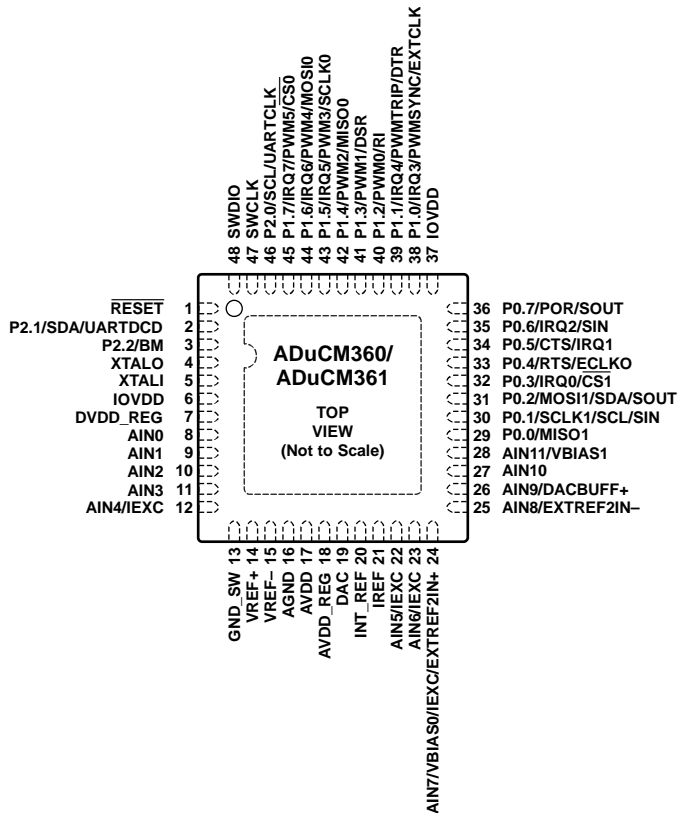 48 SWDIO
47 SWCLK
46 P2.0/SCL/UARTCLK
45 P1.7/IRQ7/PWM5/CS0
44 P1.6/IRQ6/PWM4/MOSI0
43 P1.5/IRQ5/PWM3/SCLK0
42 P1.4/PWM2/MISO0
41 P1.3/PWM1/DSR
40 P1.2/PWM0/RI
39 P1.1/IRQ4/PWMTRIP/DTR
38 P1.0/IRQ3/PWMSYNC/EXTCLK
37 IOVDD
RESET 1
P2.1/SDA/UARTDCD 2
P2.2/BM 3
XTALO 4
XTALI 5
IOVDD 6
DVDD_REG 7
AIN0 8
AIN1 9
AIN2 10
AIN3 11
AIN4/IEXC 12
ADuCM360/
ADuCM361
TOP
VIEW
(Not to Scale)
36 P0.7/POR/SOUT
35 P0.6/IRQ2/SIN
34 P0.5/CTS/IRQ1
33 P0.4/RTS/ECLKO
32 P0.3/IRQ0/CS1
31 P0.2/MOSI1/SDA/SOUT
30 P0.1/SCLK1/SCL/SIN
29 P0.0/MISO1
28 AIN11/VBIAS1
27 AIN10
26 AIN9/DACBUFF+
25 AIN8/EXTREF2IN–
GND_SW 13
VREF+ 14
VREF– 15
AGND 16
AVDD 17
AVDD_REG 18
DAC 19
INT_REF 20
IREF 21
AIN5/IEXC 22
AIN6/IEXC 23
AIN7/VBIAS0/IEXC/EXTREF2IN+ 24